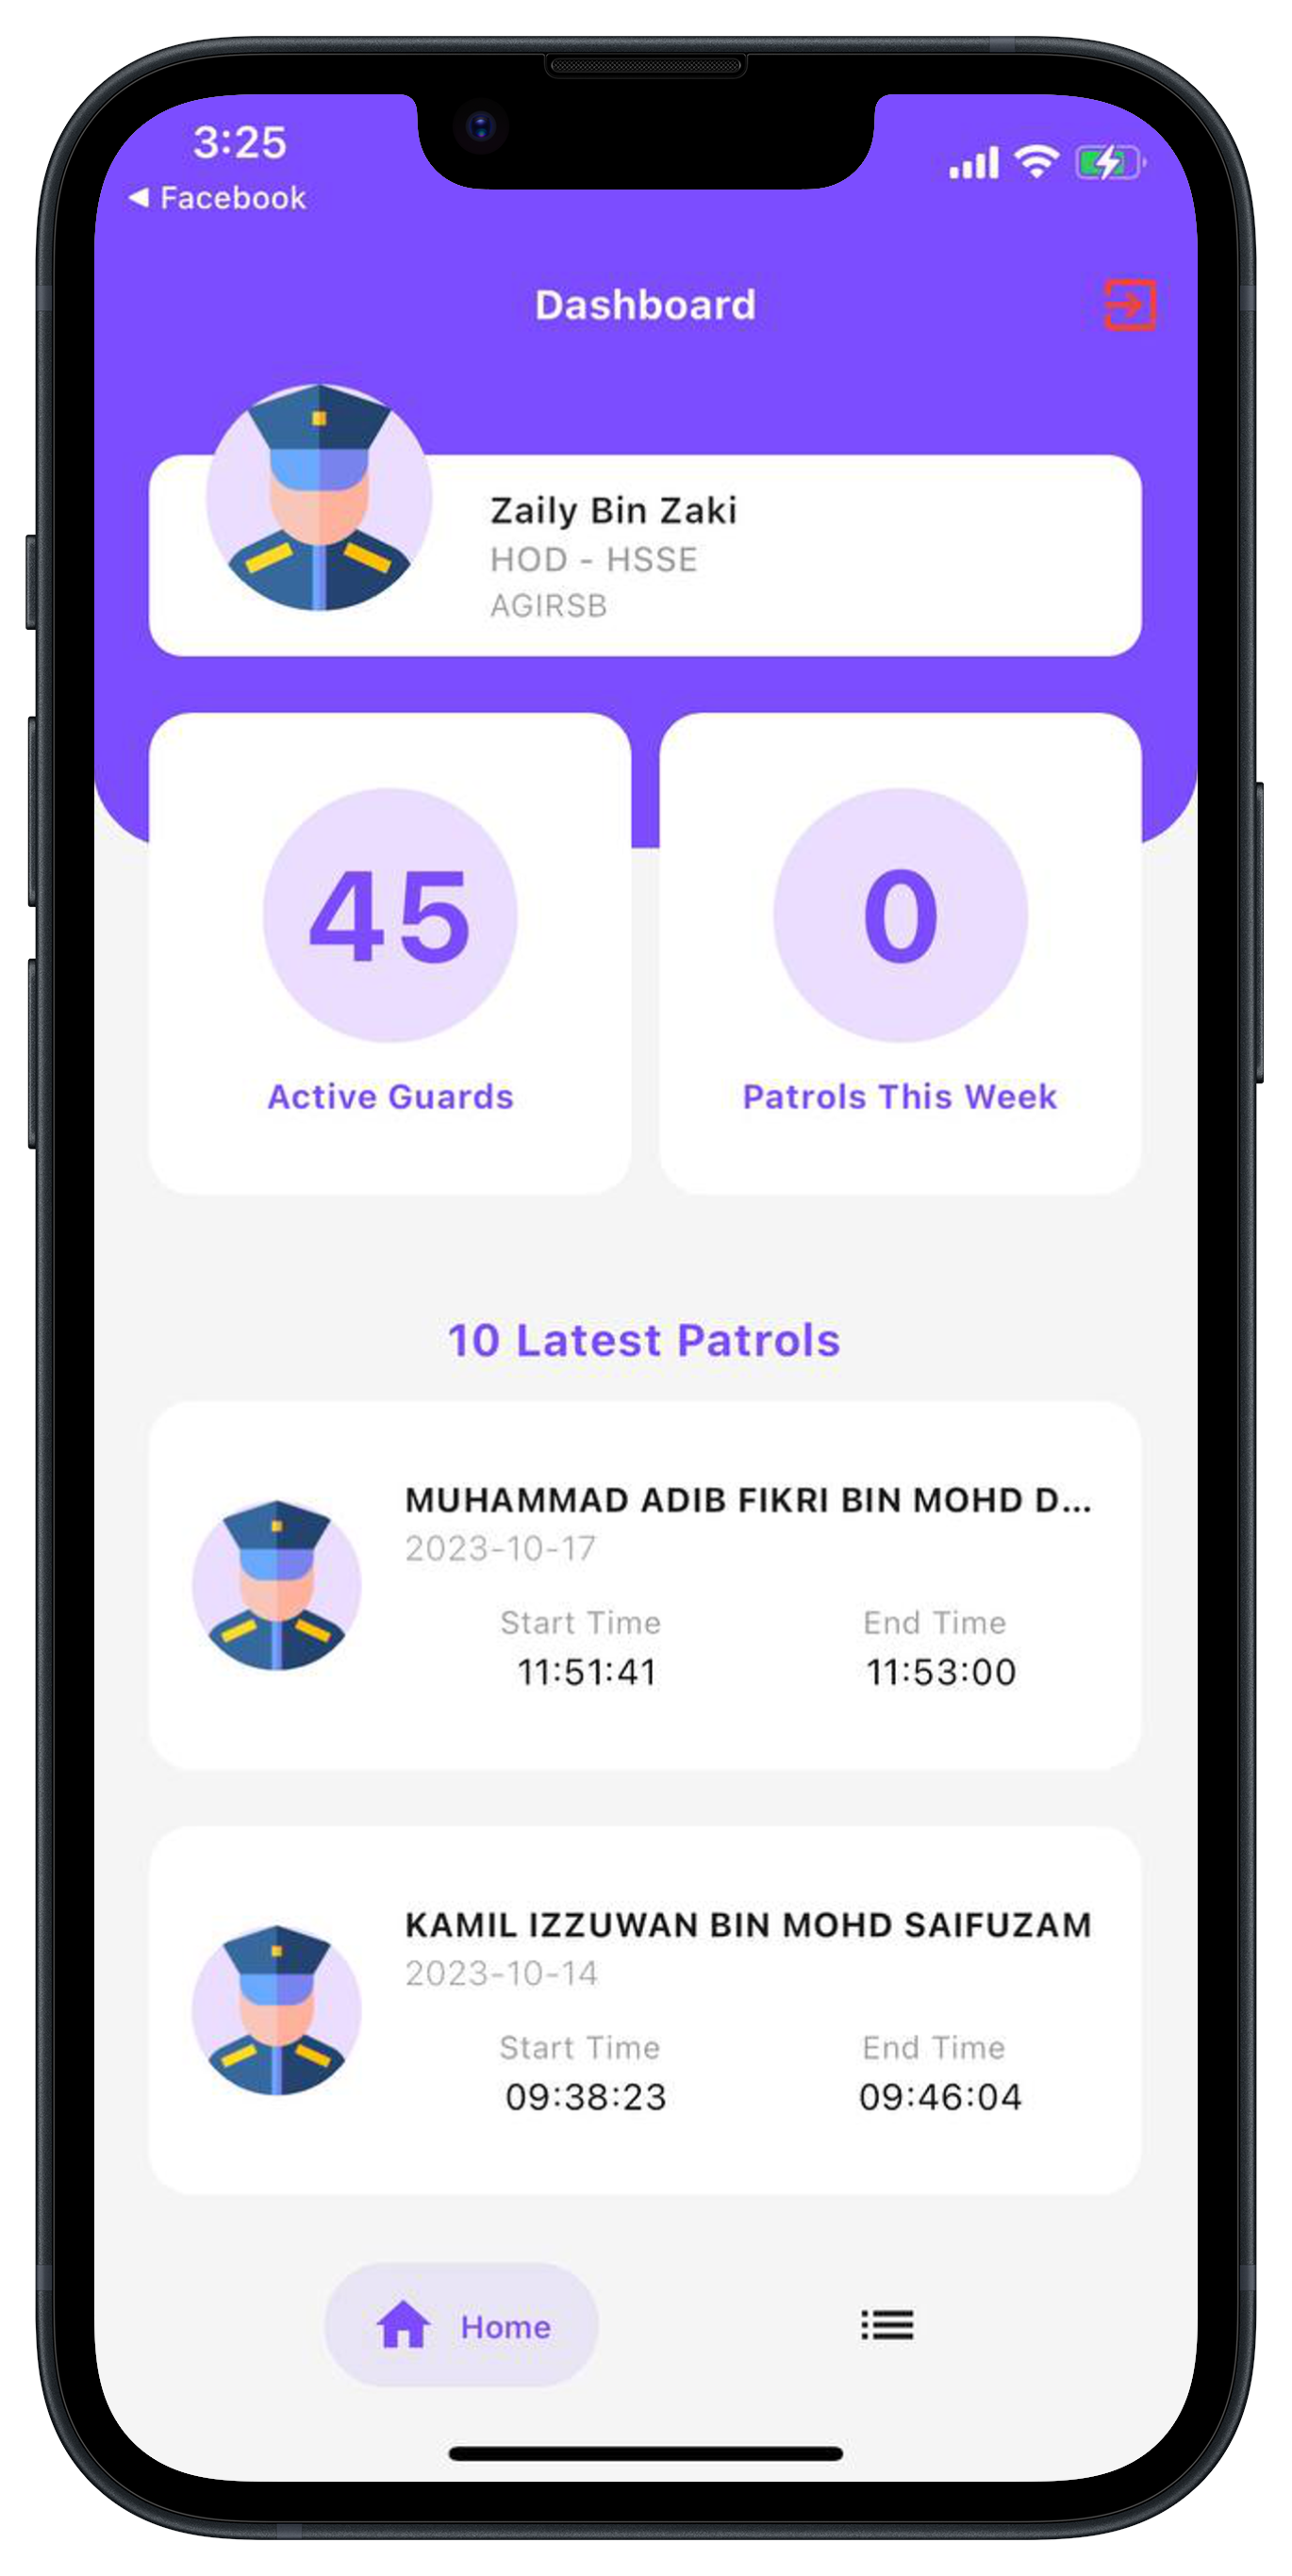 3:25
◀ Facebook
Dashboard
Zaily Bin Zaki
HOD - HSSE
AGIRSB
45
0
Active Guards
Patrols This Week
10 Latest Patrols
MUHAMMAD ADIB FIKRI BIN MOHD D...
2023-10-17
Start Time End Time
11:51:41 11:53:00
KAMIL IZZUWAN BIN MOHD SAIFUZAM
2023-10-14
Start Time End Time
09:38:23 09:46:04
Home